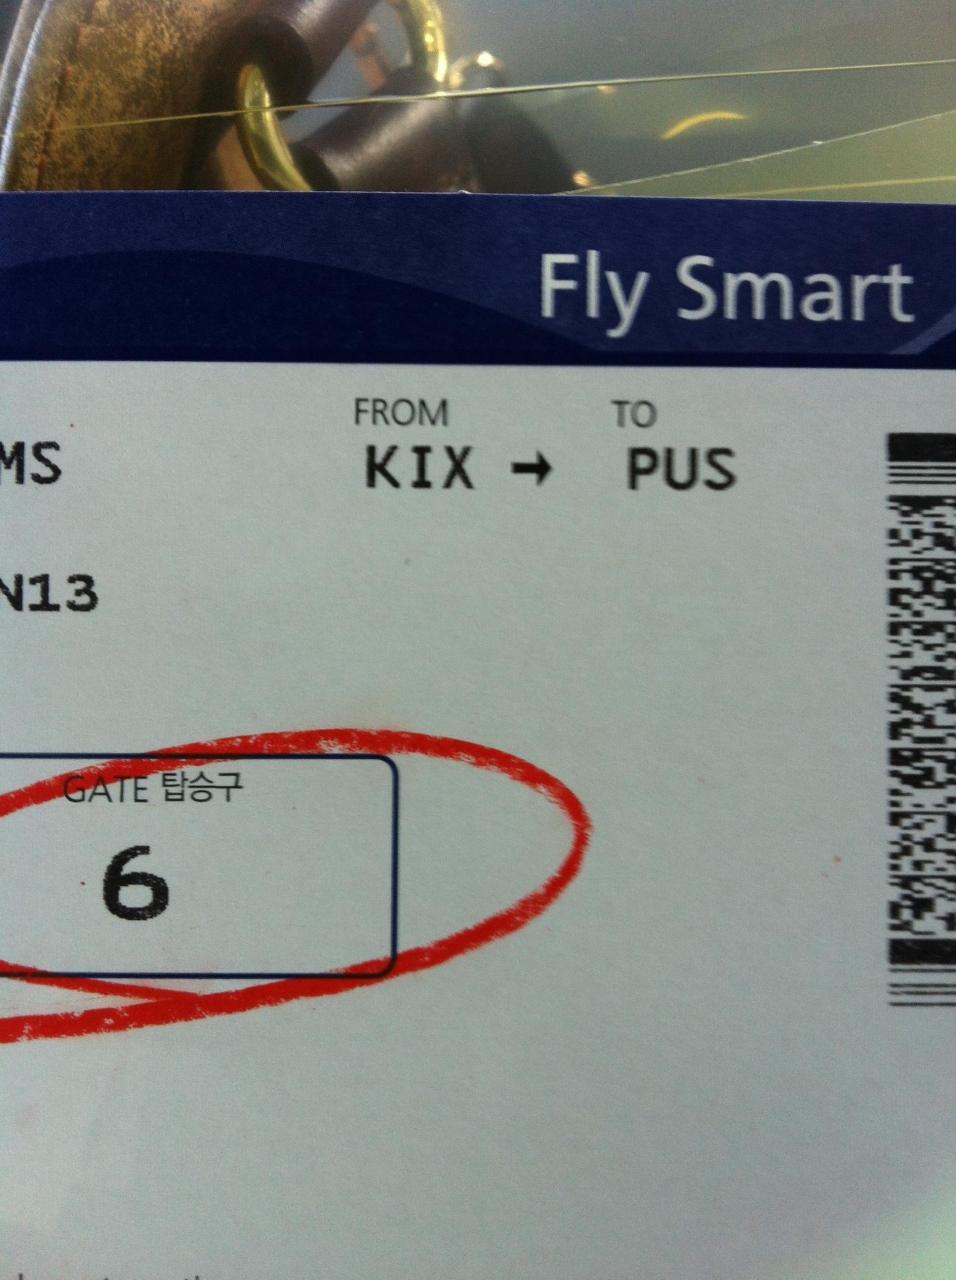 Fly Smart
FROM TO
MS KIX → PUS
N13
GATE 탑승구
6